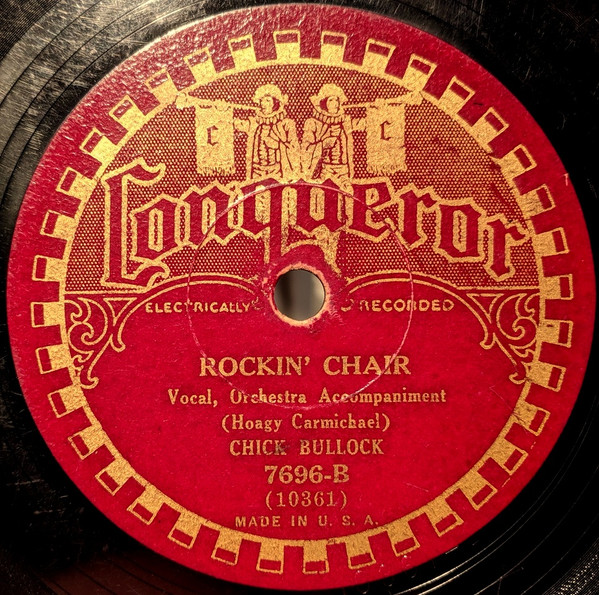 C C
Conqueror
ELECTRICALLY RECORDED
ROCKIN' CHAIR
Vocal, Orchestra Accompaniment
(Hoagy Carmichael)
CHICK BULLOCK
7696-B
(10361)
MADE IN U. S. A.